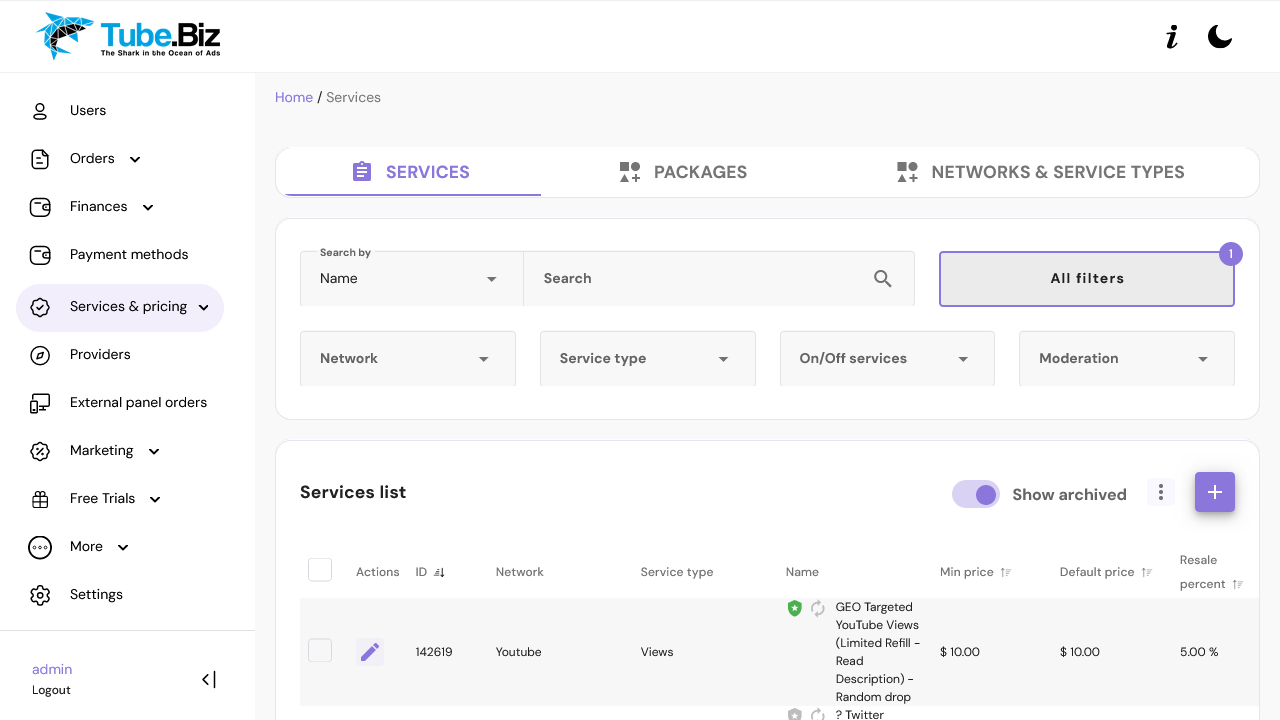 Tube.Biz
The Shark in the Ocean of Ads
Users
Orders
Finances
Payment methods
Services & pricing
Providers
External panel orders
Marketing
Free Trials
More
Settings
admin
Logout
Home / Services
SERVICES
PACKAGES
NETWORKS & SERVICE TYPES
Search by
Name
Search
All filters
1
Network
Service type
On/Off services
Moderation
Services list
Show archived
Actions
ID
Network
Service type
Name
Min price
Default price
Resale
percent
142619
Youtube
Views
GEO Targeted
YouTube Views
(Limited Refill -
Read
Description) -
Random drop
$ 10.00
$ 10.00
5.00 %
? Twitter